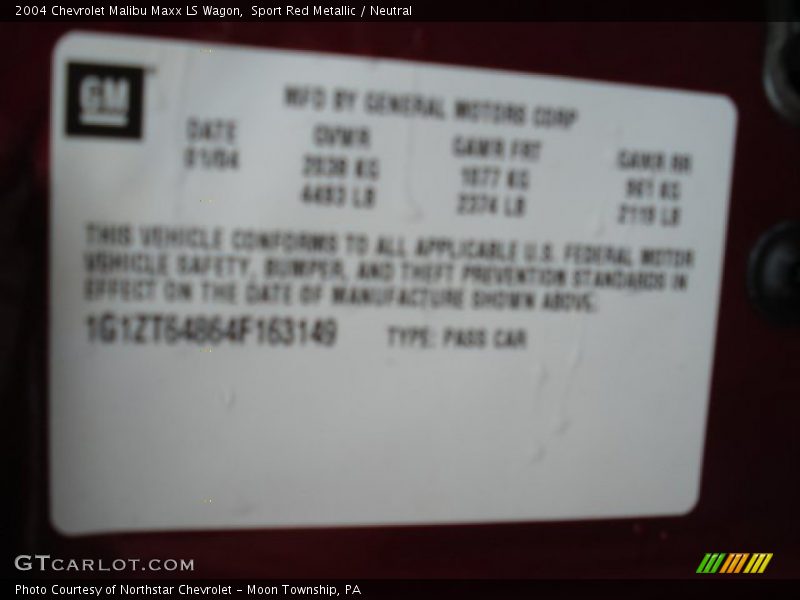 2004 Chevrolet Malibu Maxx LS Wagon, Sport Red Metallic / Neutral
GM
MFD BY GENERAL MOTORS CORP
DATE GVWR GAWR FRT GAWR RR
01/04 2038 KG 1077 KG 961 KG
4493 LB 2374 LB 2119 LB
THIS VEHICLE CONFORMS TO ALL APPLICABLE U.S. FEDERAL MOTOR
VEHICLE SAFETY, BUMPER, AND THEFT PREVENTION STANDARDS IN
EFFECT ON THE DATE OF MANUFACTURE SHOWN ABOVE.
1G1ZT64864F163149 TYPE: PASS CAR
GTCARLOT.COM
Photo Courtesy of Northstar Chevrolet - Moon Township, PA